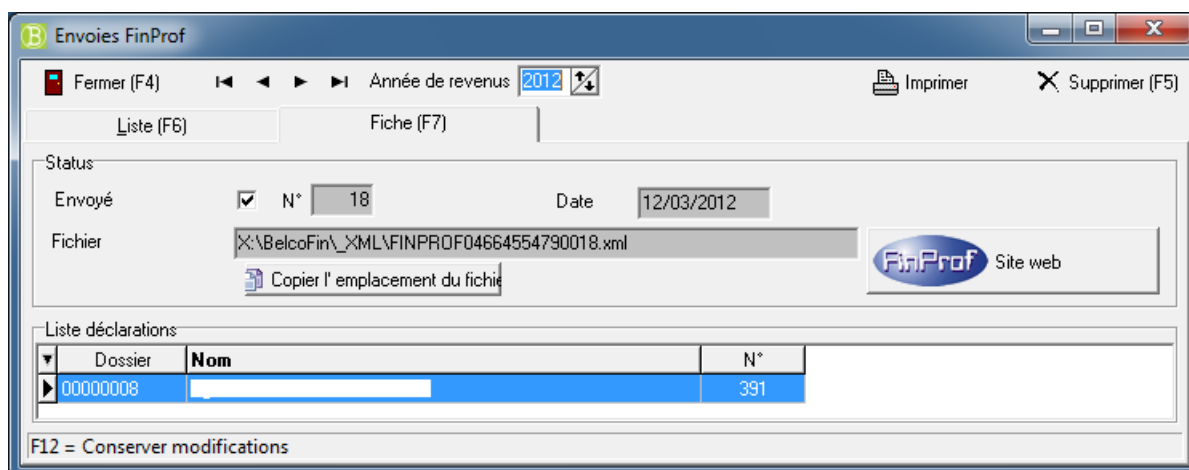 B Envoies FinProf
Fermer (F4) Année de revenus 2012 Imprimer Supprimer (F5)
Liste (F6) Fiche (F7)
Status
Envoyé N° 18 Date 12/03/2012
Fichier X:\BelcoFin\_XML\FINPROF04664554790018.xml
FinProf Site web
Copier l' emplacement du fichie
Liste déclarations
Dossier Nom N°
00000008 391
F12 = Conserver modifications